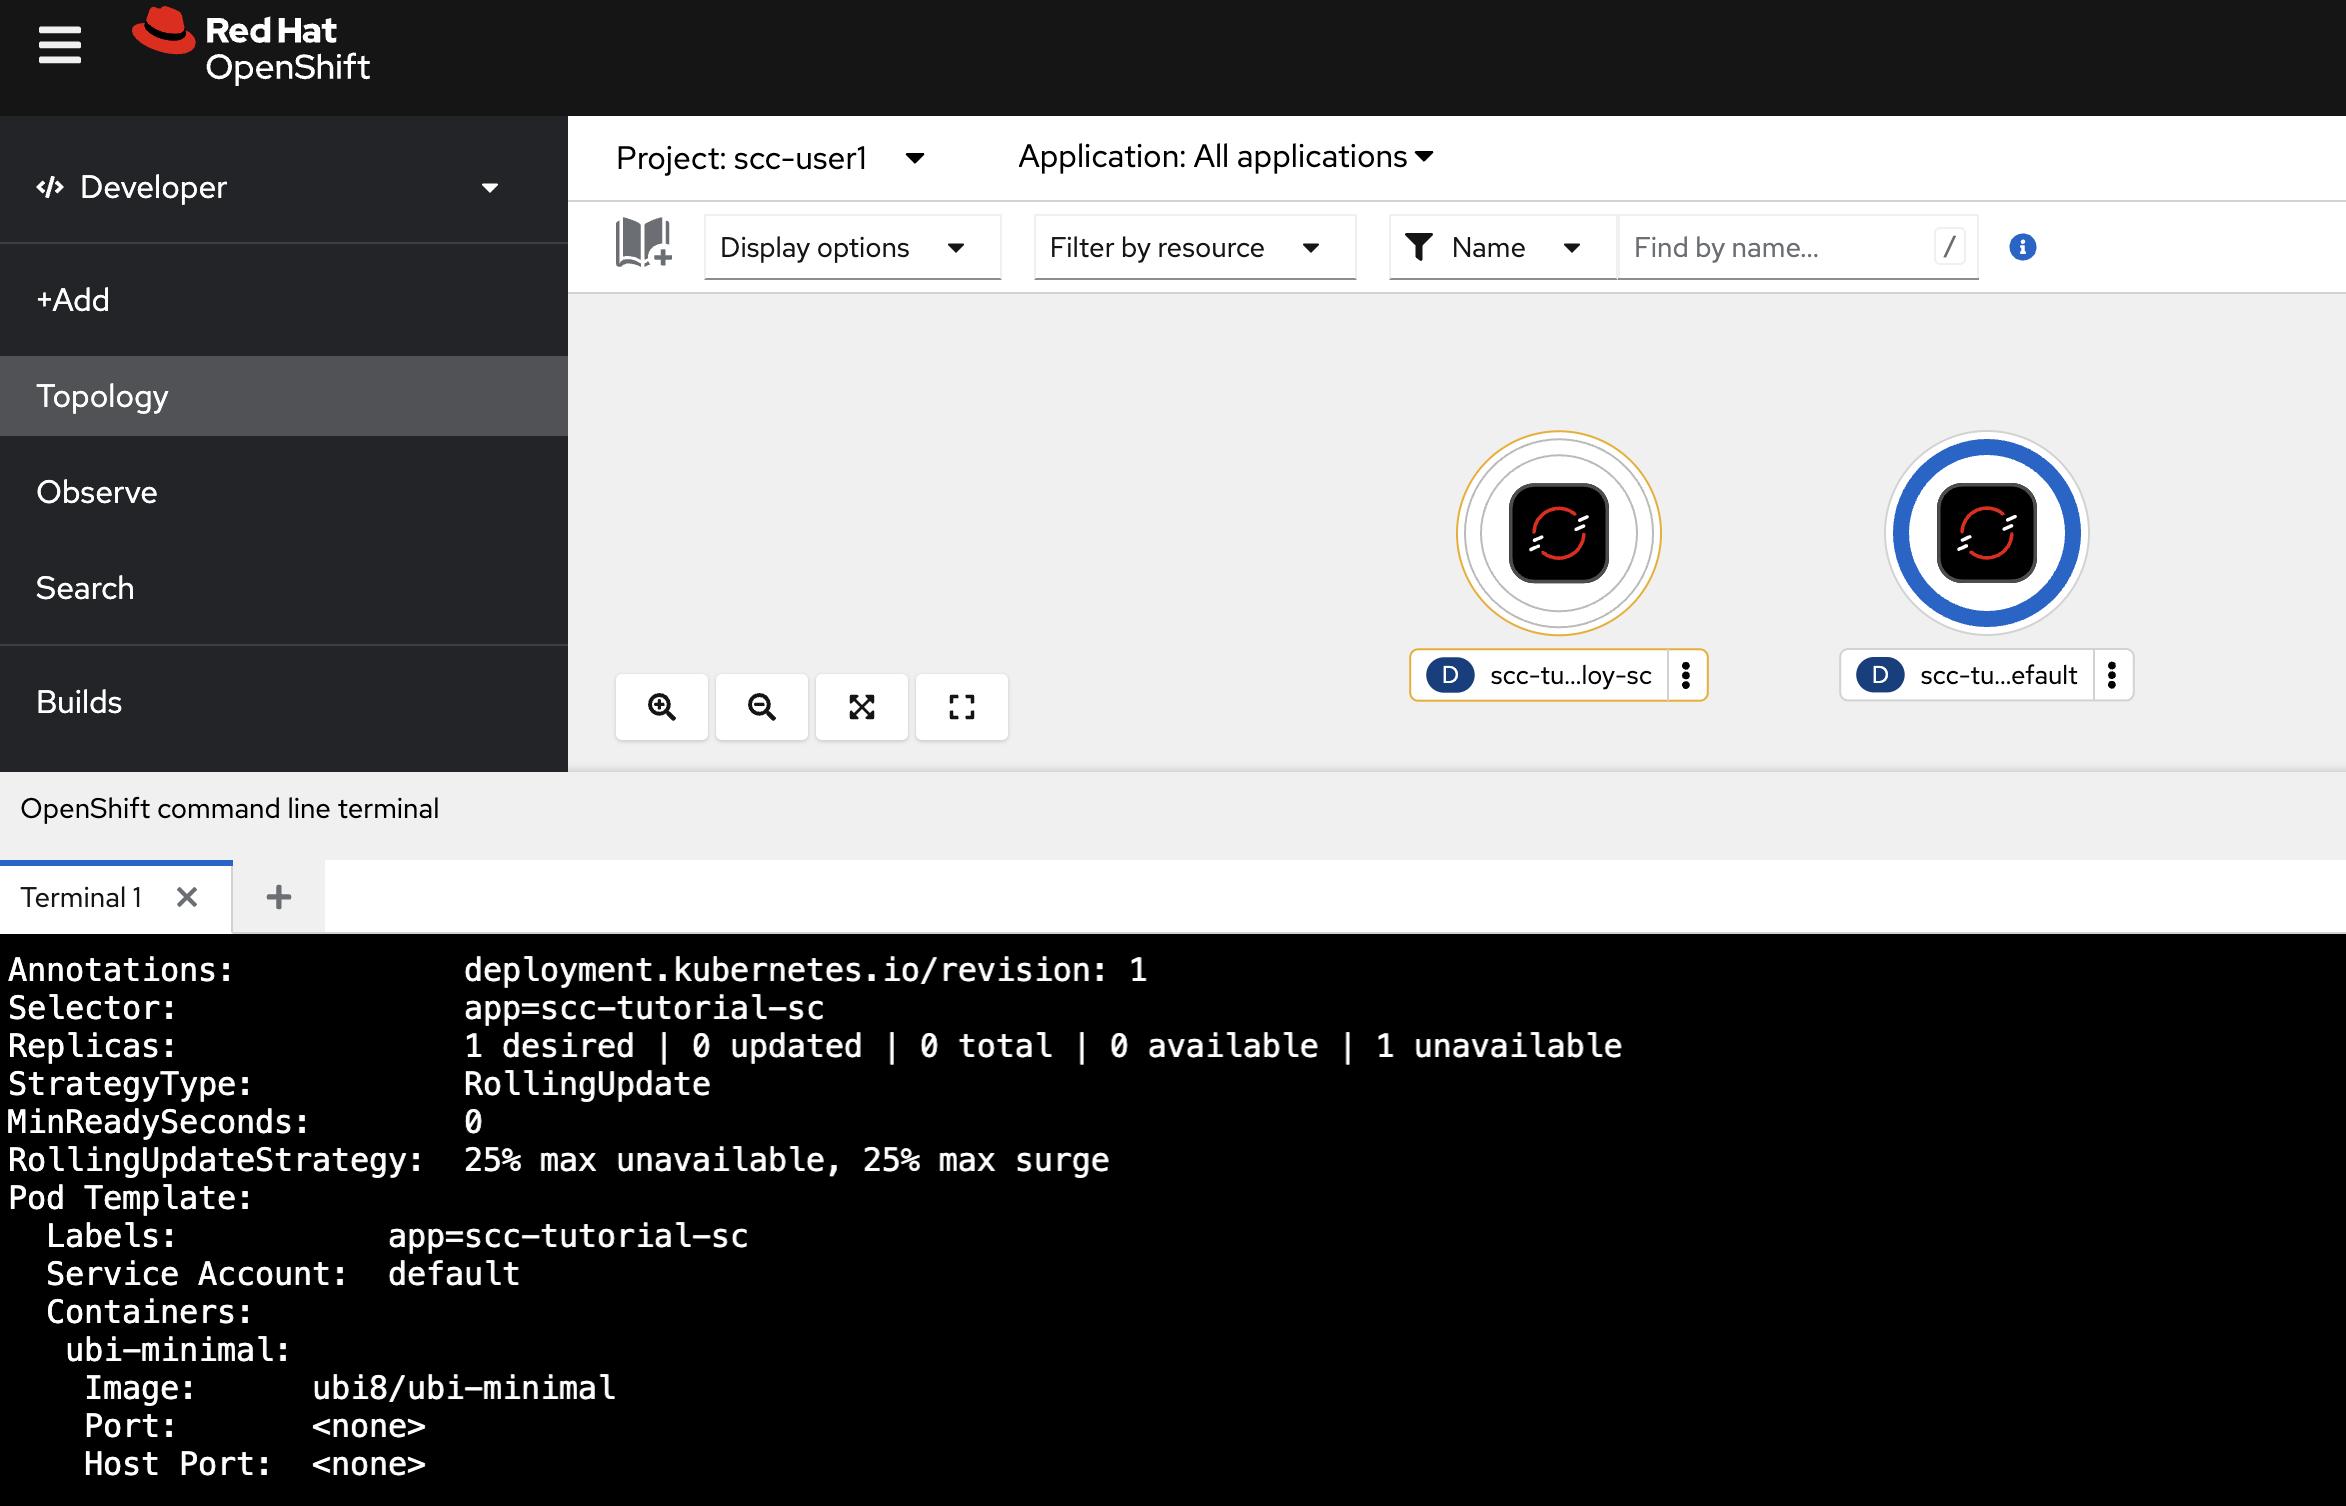 Red Hat
OpenShift
Developer
+Add
Topology
Observe
Search
Builds
Project: scc-user1
Application: All applications
Display options
Filter by resource
Name
Find by name...
/
D scc-tu...loy-sc
D scc-tu...efault
OpenShift command line terminal
Terminal 1
Annotations: deployment.kubernetes.io/revision: 1
Selector: app=scc-tutorial-sc
Replicas: 1 desired | 0 updated | 0 total | 0 available | 1 unavailable
StrategyType: RollingUpdate
MinReadySeconds: 0
RollingUpdateStrategy: 25% max unavailable, 25% max surge
Pod Template:
Labels: app=scc-tutorial-sc
Service Account: default
Containers:
ubi-minimal:
Image: ubi8/ubi-minimal
Port: <none>
Host Port: <none>